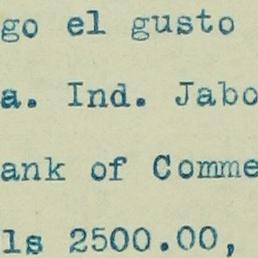 go el gusto
a. Ind. Jabo
ank of Comme
ls 2500.00,